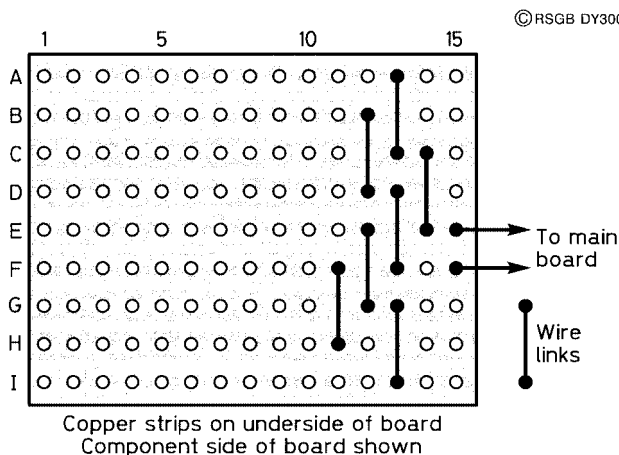 ©RSGB DY300
1 5 10 15
A
B
C
D
E
F
G
H
I
To main
board
Wire
links
Copper strips on underside of board
Component side of board shown